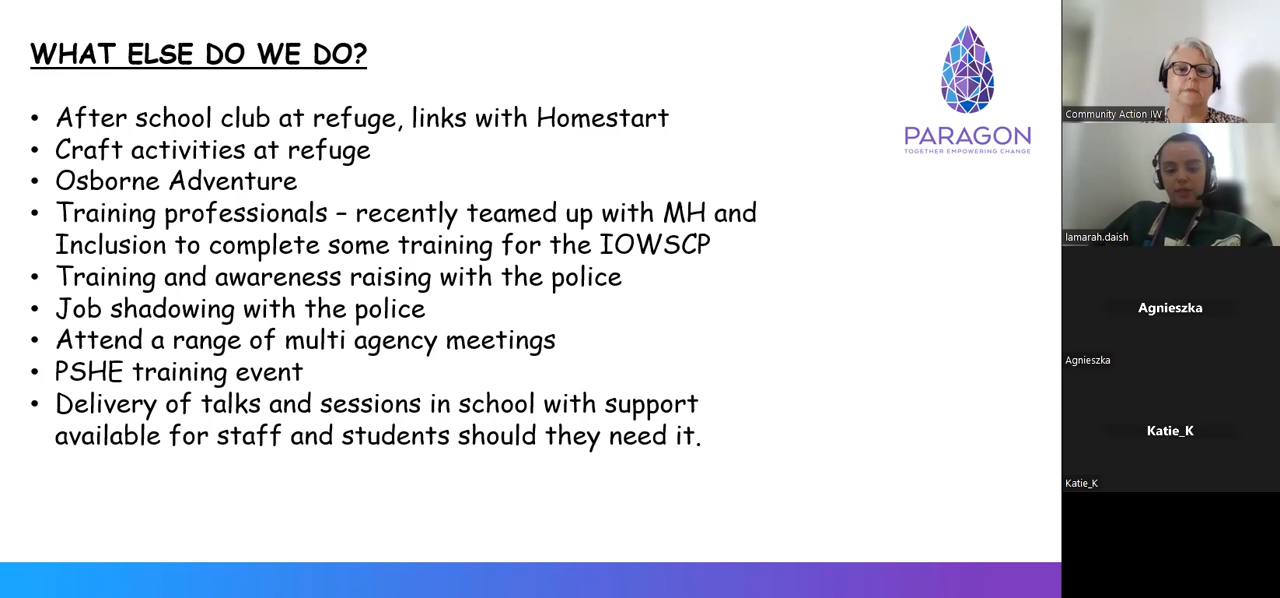 WHAT ELSE DO WE DO?
• After school club at refuge, links with Homestart
• Craft activities at refuge
• Osborne Adventure
• Training professionals – recently teamed up with MH and
Inclusion to complete some training for the IOWSCP
• Training and awareness raising with the police
• Job shadowing with the police
• Attend a range of multi agency meetings
• PSHE training event
• Delivery of talks and sessions in school with support
available for staff and students should they need it.
PARAGON
TOGETHER EMPOWERING CHANGE
Community Action IW
lamarah.daish
Agnieszka
Agnieszka
Katie_K
Katie_K